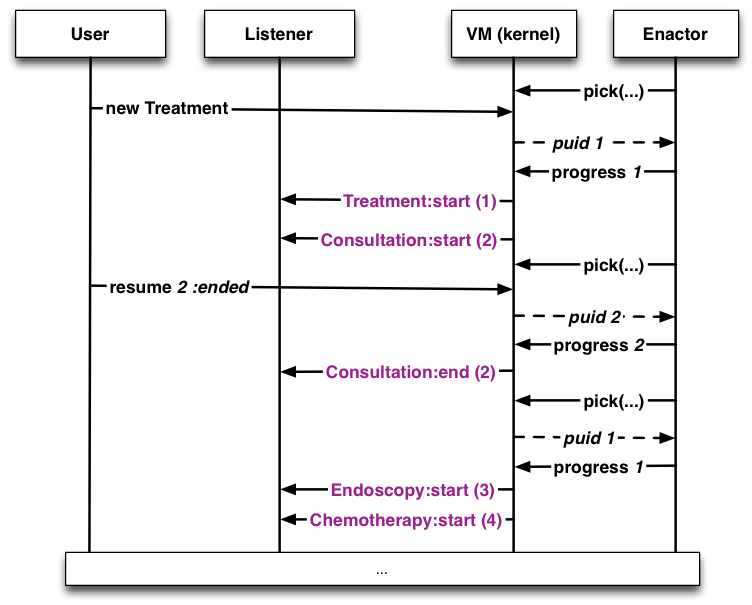 User
Listener
VM (kernel)
Enactor
pick(...)
new Treatment
puid 1
progress 1
Treatment:start (1)
Consultation:start (2)
pick(...)
resume 2 :ended
puid 2
progress 2
Consultation:end (2)
pick(...)
puid 1
progress 1
Endoscopy:start (3)
Chemotherapy:start (4)
...